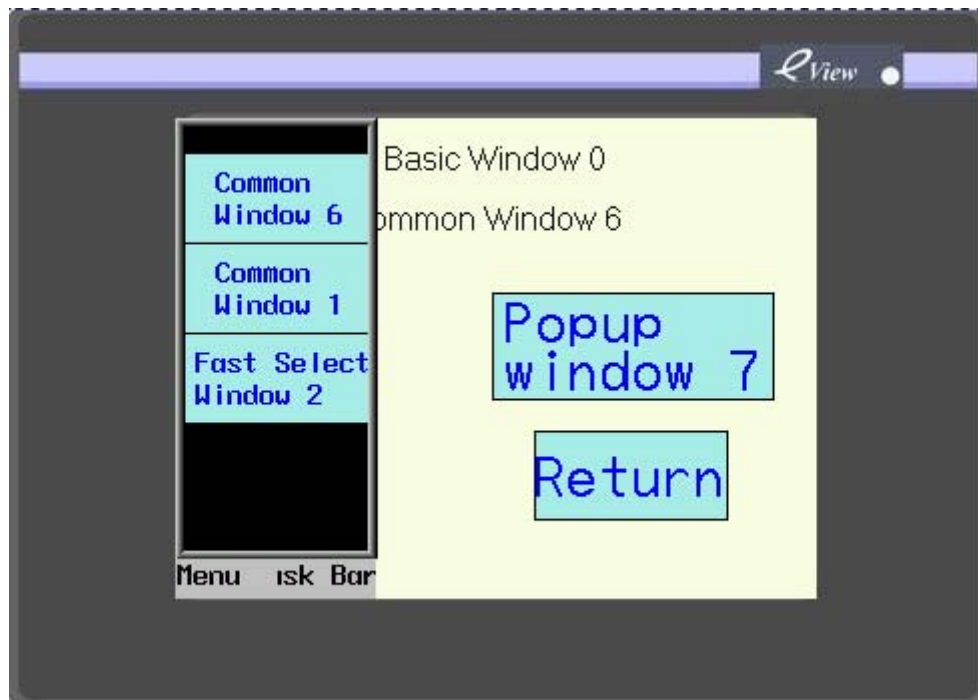 eView
Basic Window 0
ommon Window 6
Common
Window 6
Common
Window 1
Fast Select
Window 2
Popup
window 7
Return
Menu sk Bar